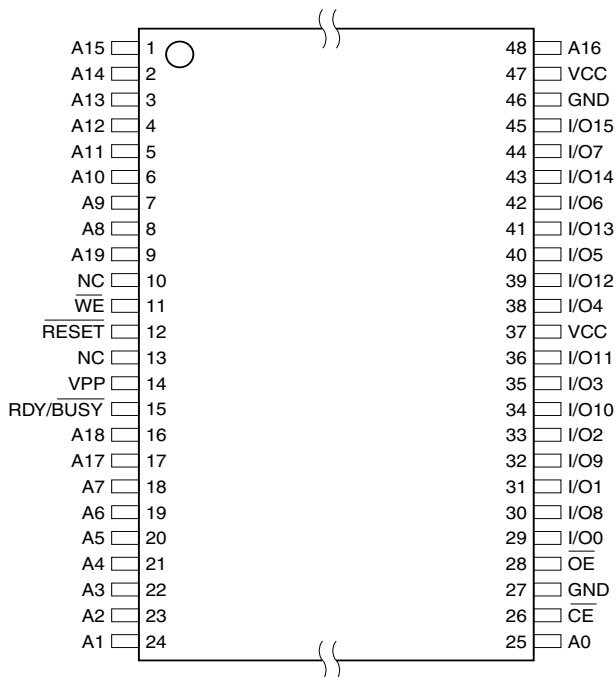 A15 1 48 A16
A14 2 47 VCC
A13 3 46 GND
A12 4 45 I/O15
A11 5 44 I/O7
A10 6 43 I/O14
A9 7 42 I/O6
A8 8 41 I/O13
A19 9 40 I/O5
NC 10 39 I/O12
WE 11 38 I/O4
RESET 12 37 VCC
NC 13 36 I/O11
VPP 14 35 I/O3
RDY/BUSY 15 34 I/O10
A18 16 33 I/O2
A17 17 32 I/O9
A7 18 31 I/O1
A6 19 30 I/O8
A5 20 29 I/O0
A4 21 28 OE
A3 22 27 GND
A2 23 26 CE
A1 24 25 A0